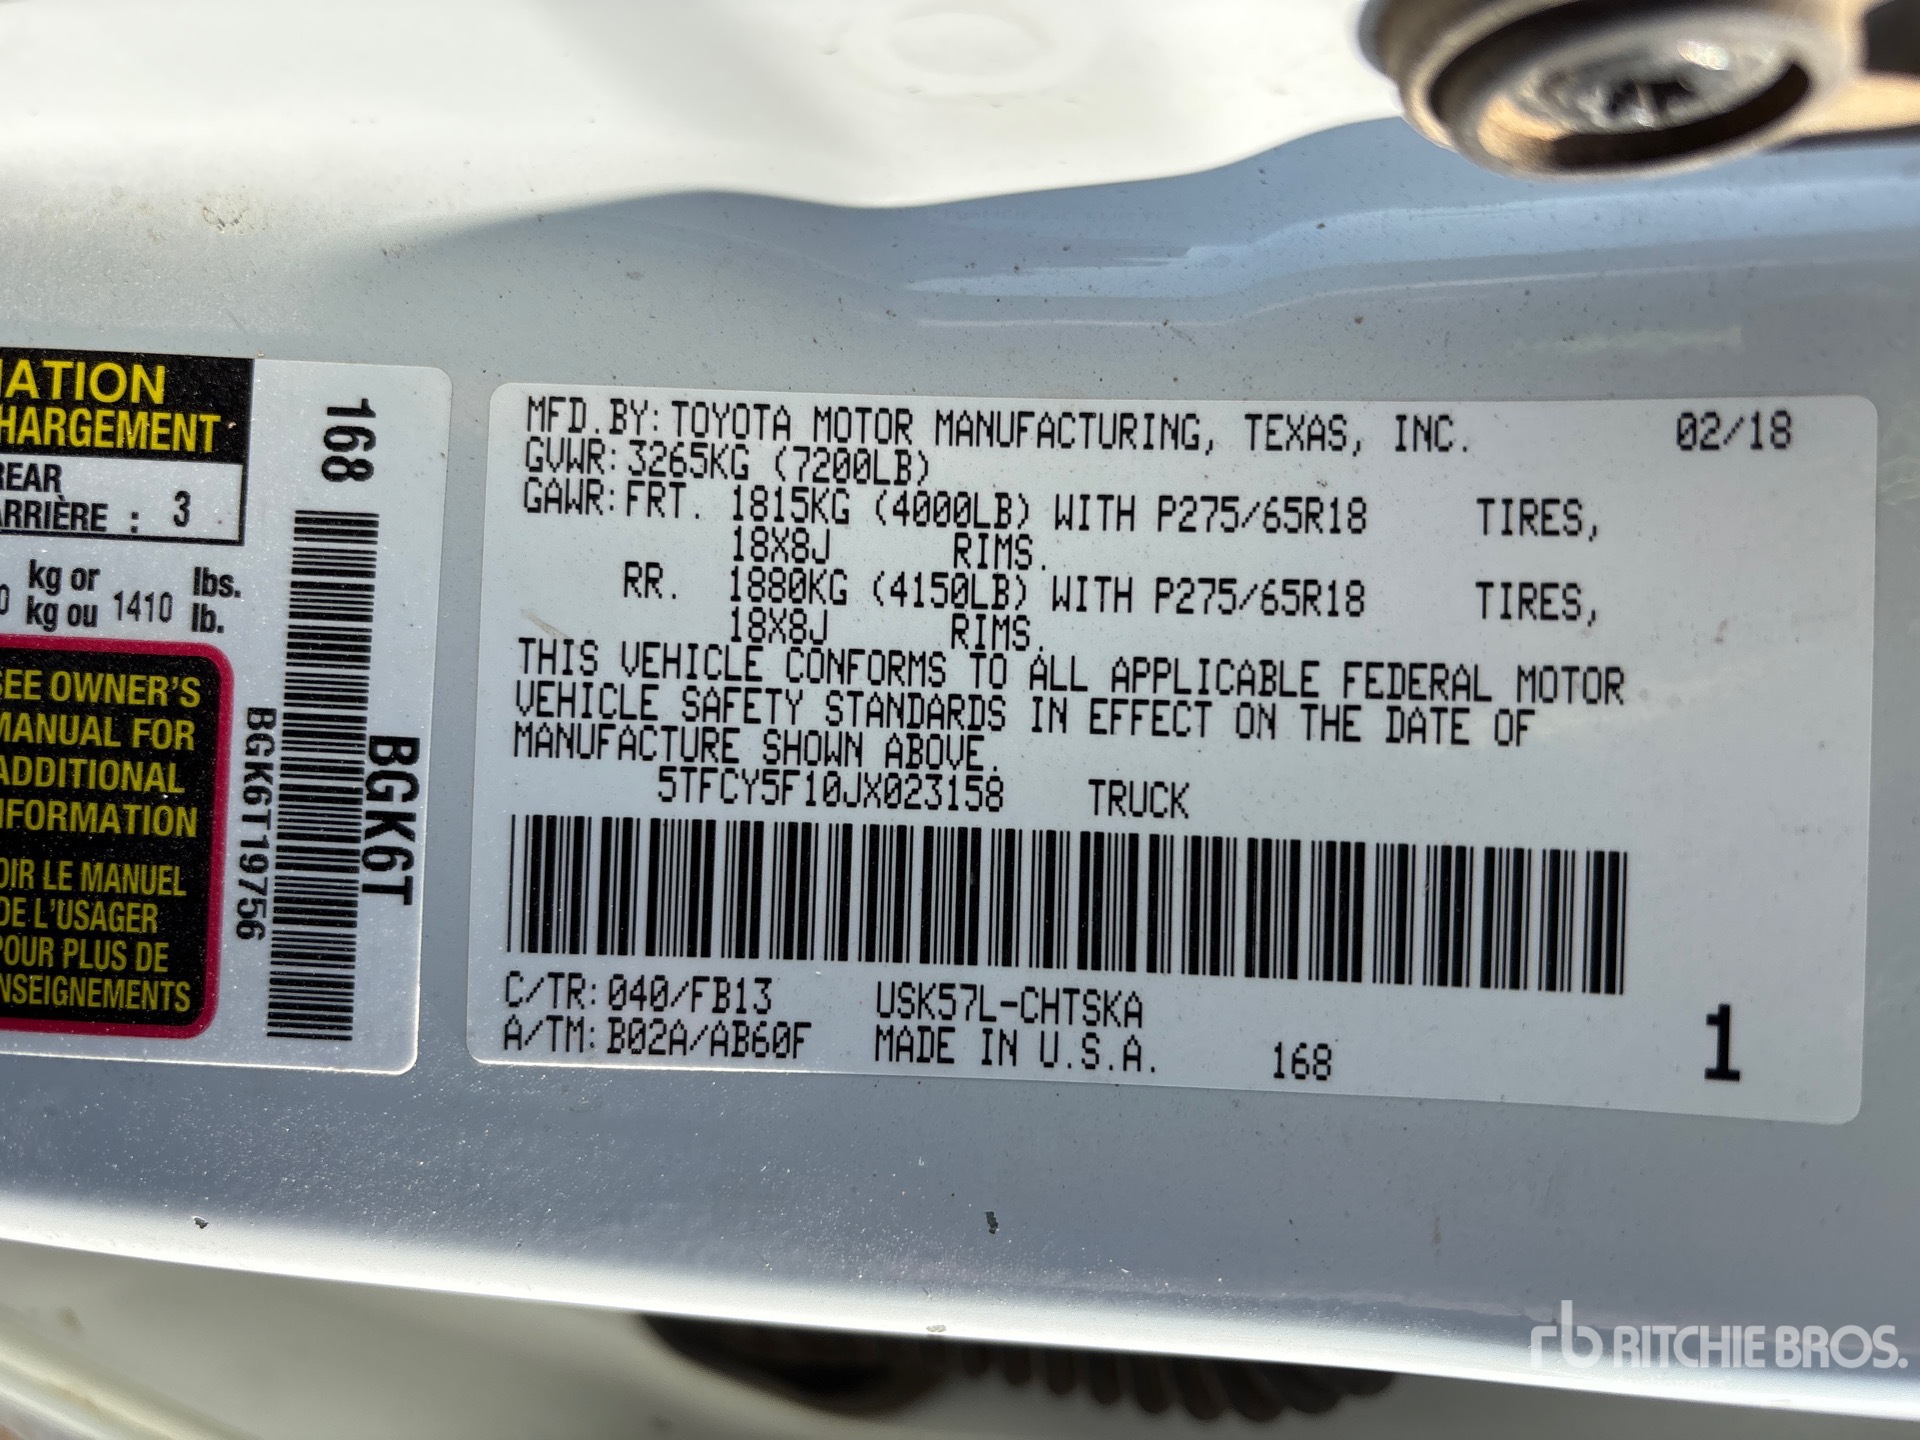 MFD.BY: TOYOTA MOTOR MANUFACTURING, TEXAS, INC. 02/18
GVWR: 3265KG (7200LB)
GAWR: FRT. 1815KG (4000LB) WITH P275/65R18 TIRES,
18X8J RIMS.
RR. 1880KG (4150LB) WITH P275/65R18 TIRES,
18X8J RIMS.
THIS VEHICLE CONFORMS TO ALL APPLICABLE FEDERAL MOTOR
VEHICLE SAFETY STANDARDS IN EFFECT ON THE DATE OF
MANUFACTURE SHOWN ABOVE.
5TFCY5F10JX023158 TRUCK
C/TR: 040/FB13 USK57L-CHTSKA
A/TM: B02A/AB60F MADE IN U.S.A. 168 1
REAR
ARRIÈRE : 3
kg or lbs.
kg ou 1410 lb.
SEE OWNER'S
MANUAL FOR
ADDITIONAL
INFORMATION
VOIR LE MANUEL
DE L'USAGER
POUR PLUS DE
168
BGK6T19756
BGK6T
rb RITCHIE BROS.